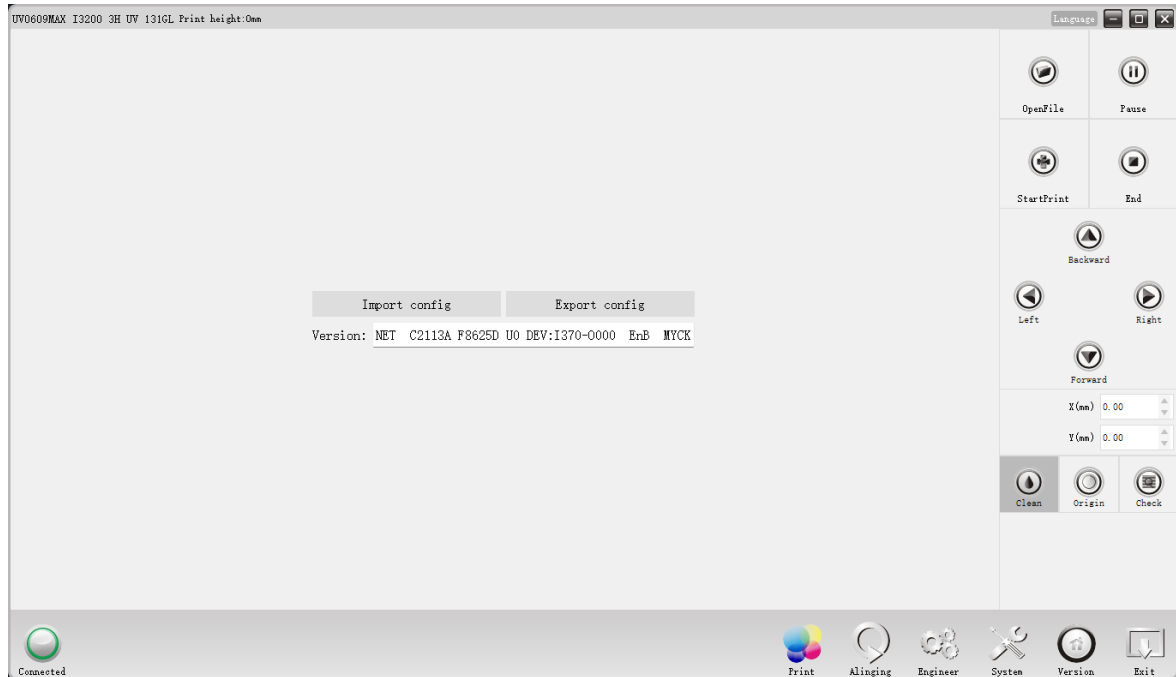 UV0609MAX I3200 3H UV 131GL Print height:0mm
Language
OpenFile
Pause
StartPrint
End
Backward
Left
Right
Forward
X(mm) 0.00
Y(mm) 0.00
Clean
Origin
Check
Import config
Export config
Version: NET C2113A F8625D U0 DEV:I370-0000 EnB MYCK
Connected
Print
Alinging
Engineer
System
Version
Exit